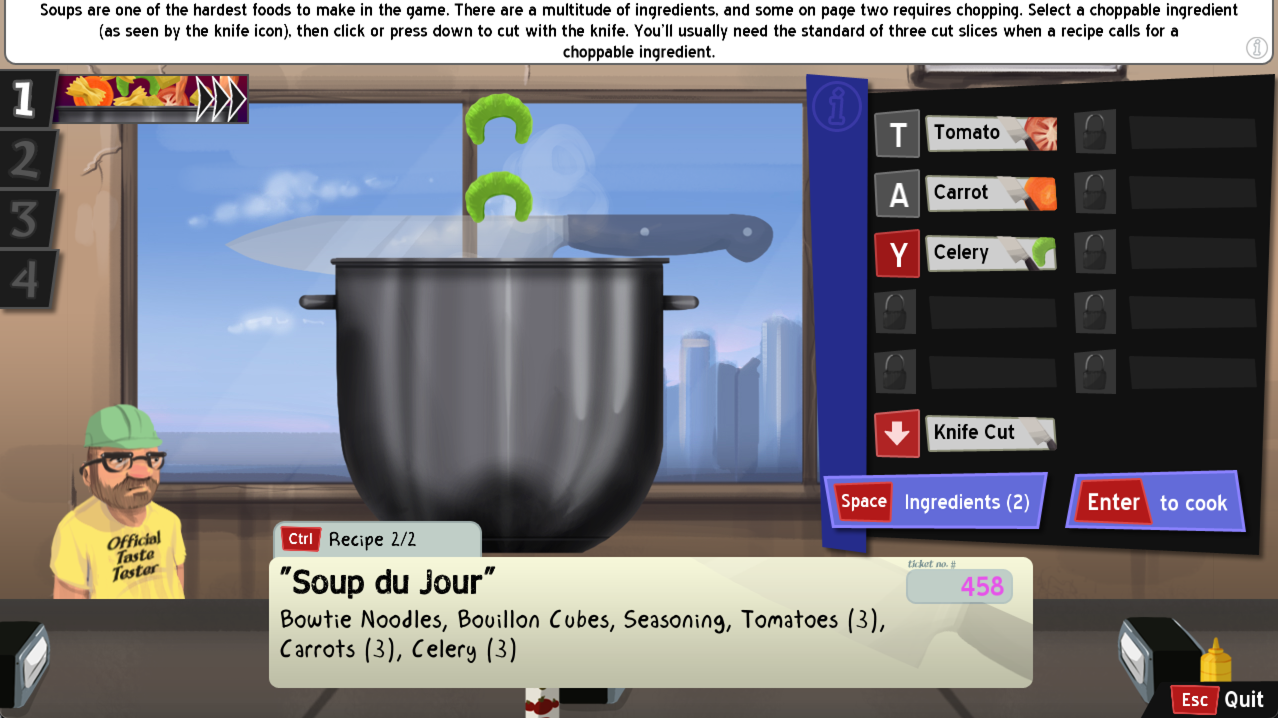 Soups are one of the hardest foods to make in the game. There are a multitude of ingredients, and some on page two requires chopping. Select a choppable ingredient
(as seen by the knife icon), then click or press down to cut with the knife. You'll usually need the standard of three cut slices when a recipe calls for a
choppable ingredient.
1
2
3
4
T Tomato
A Carrot
Y Celery
Knife Cut
Space Ingredients (2)
Enter to cook
Official
Taste
Tester
Ctrl Recipe 2/2
"Soup du Jour"
ticket no. #
458
Bowtie Noodles, Bouillon Cubes, Seasoning, Tomatoes (3),
Carrots (3), Celery (3)
Esc Quit